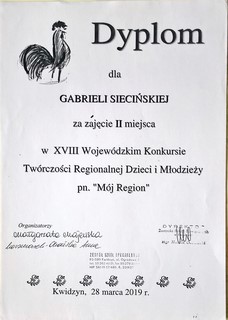 Dyplom
dla
GABRIELI SIECIŃSKIEJ
za zajęcie II miejsca
w XVIII Wojewódzkim Konkursie
Twórczości Regionalnej Dzieci i Młodzieży
pn. "Mój Region"
Organizatorzy
Małgorzata
Kwidzyn, 28 marca 2019 r.